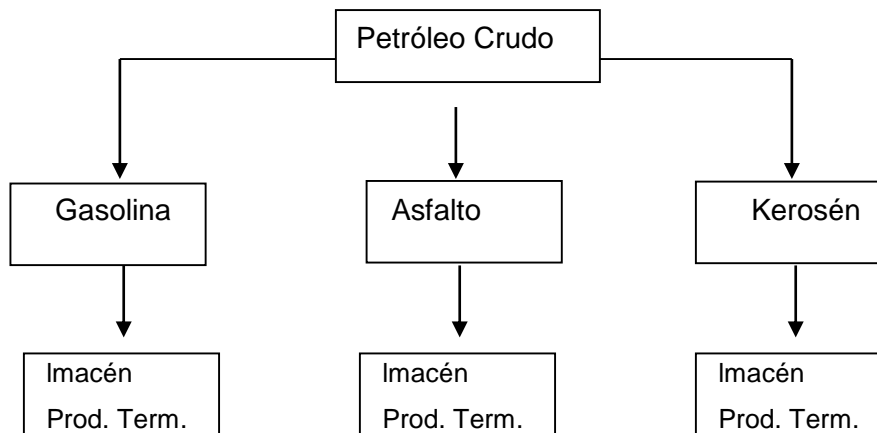 Petróleo Crudo
Gasolina
Asfalto
Kerosén
lmacén
Prod. Term.
lmacén
Prod. Term.
lmacén
Prod. Term.